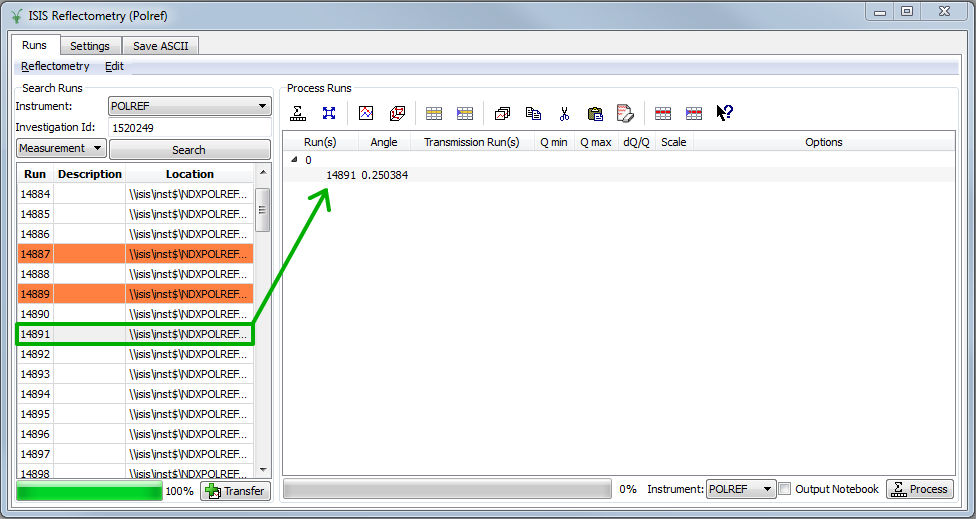 ISIS Reflectometry (Polref)
Runs Settings Save ASCII
Reflectometry Edit
Search Runs
Instrument: POLREF
Investigation Id: 1520249
Measurement Search
Run Description Location
14884 \\isis\inst$\NDXPOLREF...
14885 \\isis\inst$\NDXPOLREF...
14886 \\isis\inst$\NDXPOLREF...
14887 \\isis\inst$\NDXPOLREF...
14888 \\isis\inst$\NDXPOLREF...
14889 \\isis\inst$\NDXPOLREF...
14890 \\isis\inst$\NDXPOLREF...
14891 \\isis\inst$\NDXPOLREF...
14892 \\isis\inst$\NDXPOLREF...
14893 \\isis\inst$\NDXPOLREF...
14894 \\isis\inst$\NDXPOLREF...
14895 \\isis\inst$\NDXPOLREF...
14896 \\isis\inst$\NDXPOLREF...
14897 \\isis\inst$\NDXPOLREF...
14898 \\isis\inst$\NDXPOLREF...
100% Transfer
Process Runs
Run(s) Angle Transmission Run(s) Q min Q max dQ/Q Scale Options
0
14891 0.250384
0% Instrument: POLREF Output Notebook Process